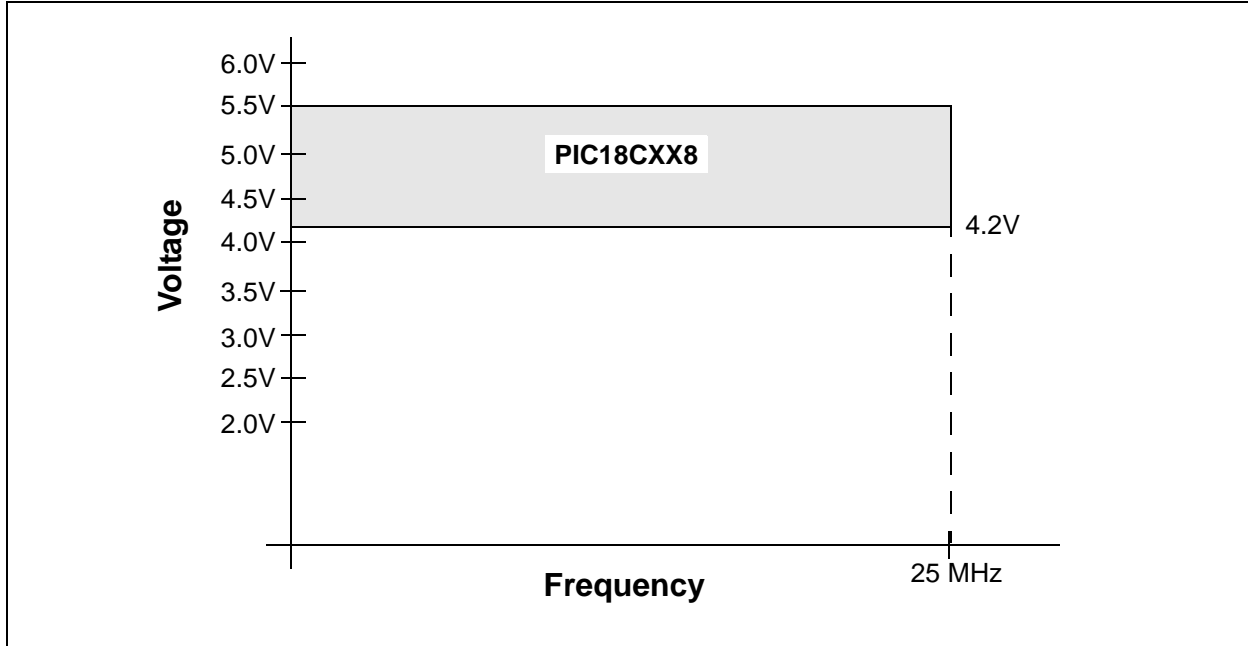 6.0V
5.5V
5.0V
4.5V
4.0V
3.5V
3.0V
2.5V
2.0V
Voltage
PIC18CXX8
4.2V
Frequency
25 MHz